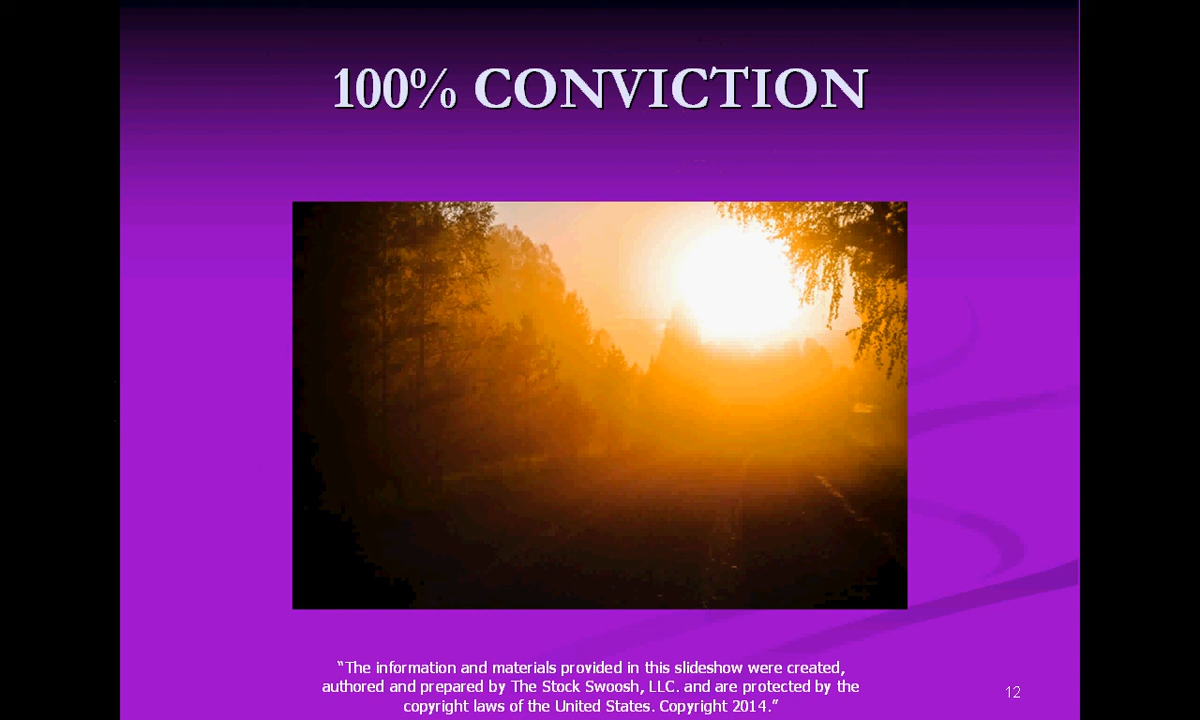 100% CONVICTION
“The information and materials provided in this slideshow were created,
authored and prepared by The Stock Swoosh, LLC. and are protected by the
copyright laws of the United States. Copyright 2014.”
12